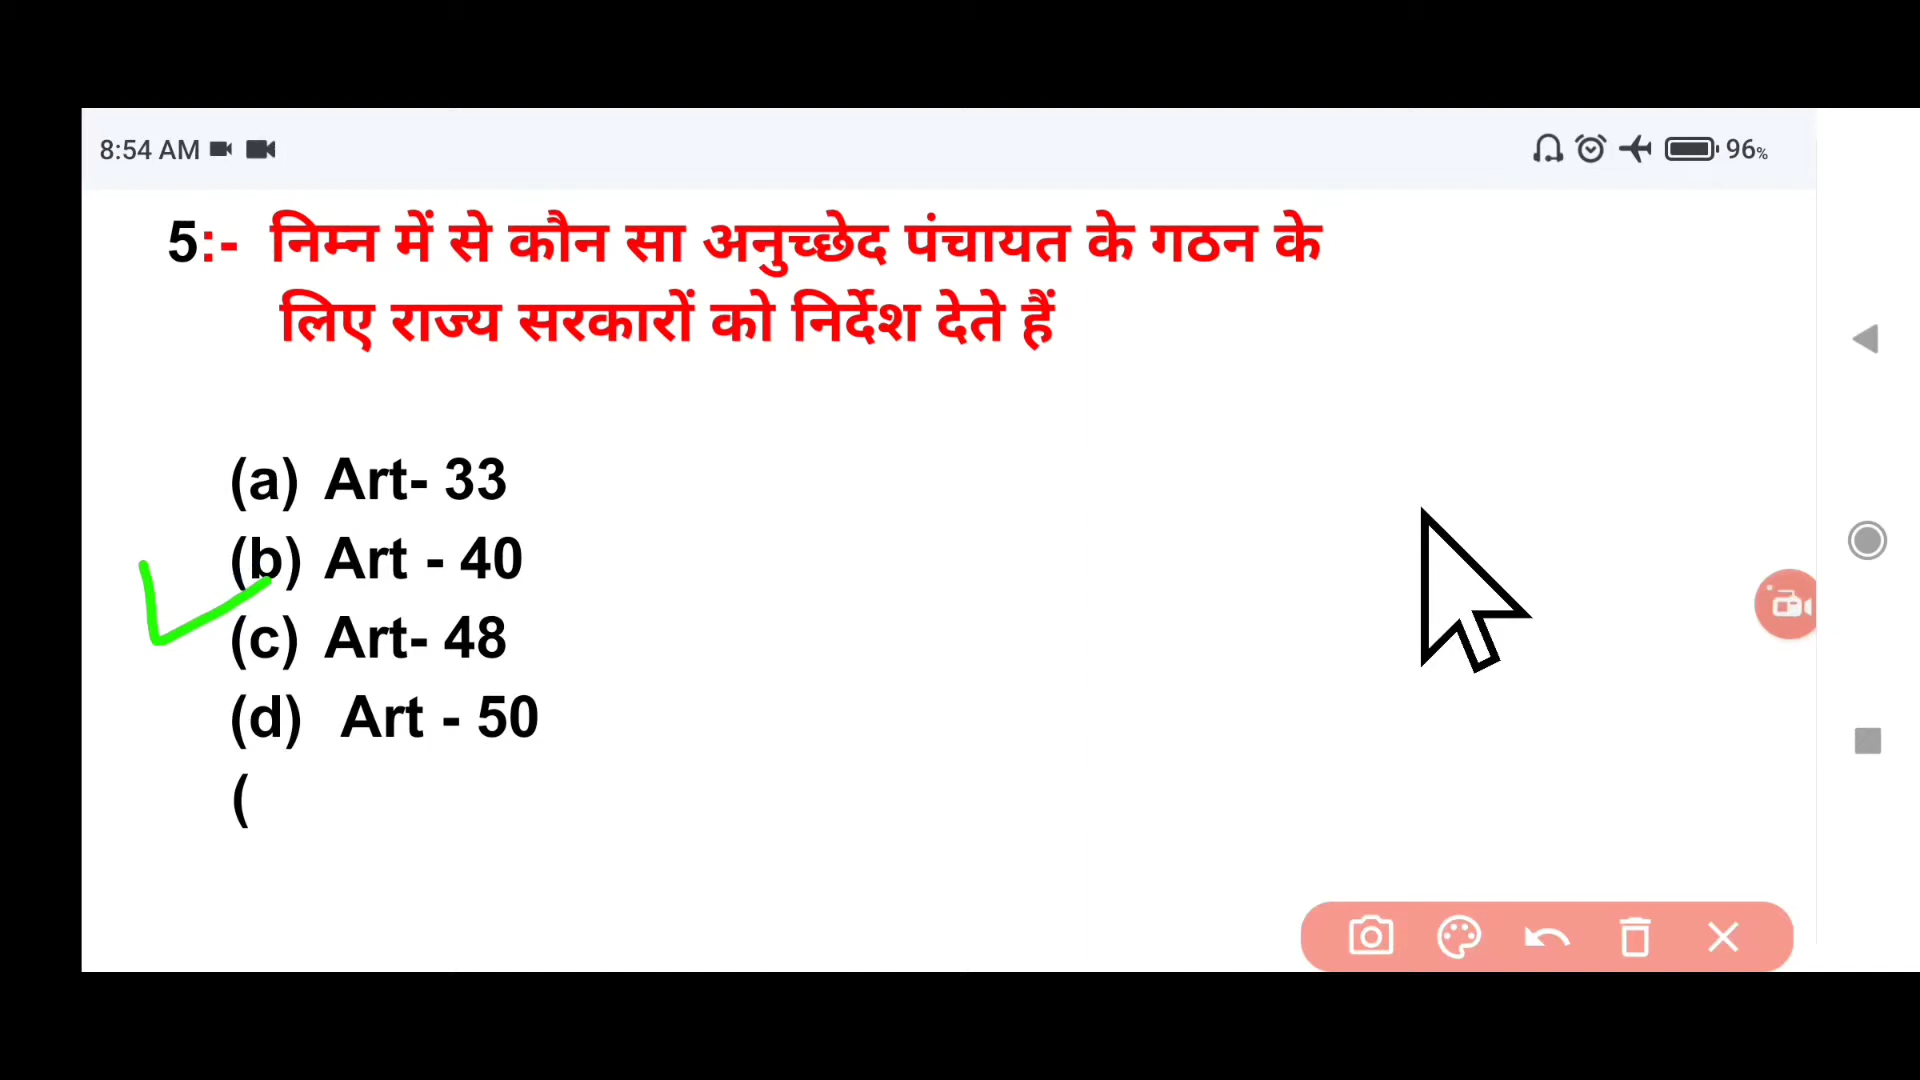 8:54 AM 96%
5:- निम्न में से कौन सा अनुच्छेद पंचायत के गठन के
लिए राज्य सरकारों को निर्देश देते हैं
(a) Art- 33
(b) Art - 40
(c) Art- 48
(d) Art - 50
(